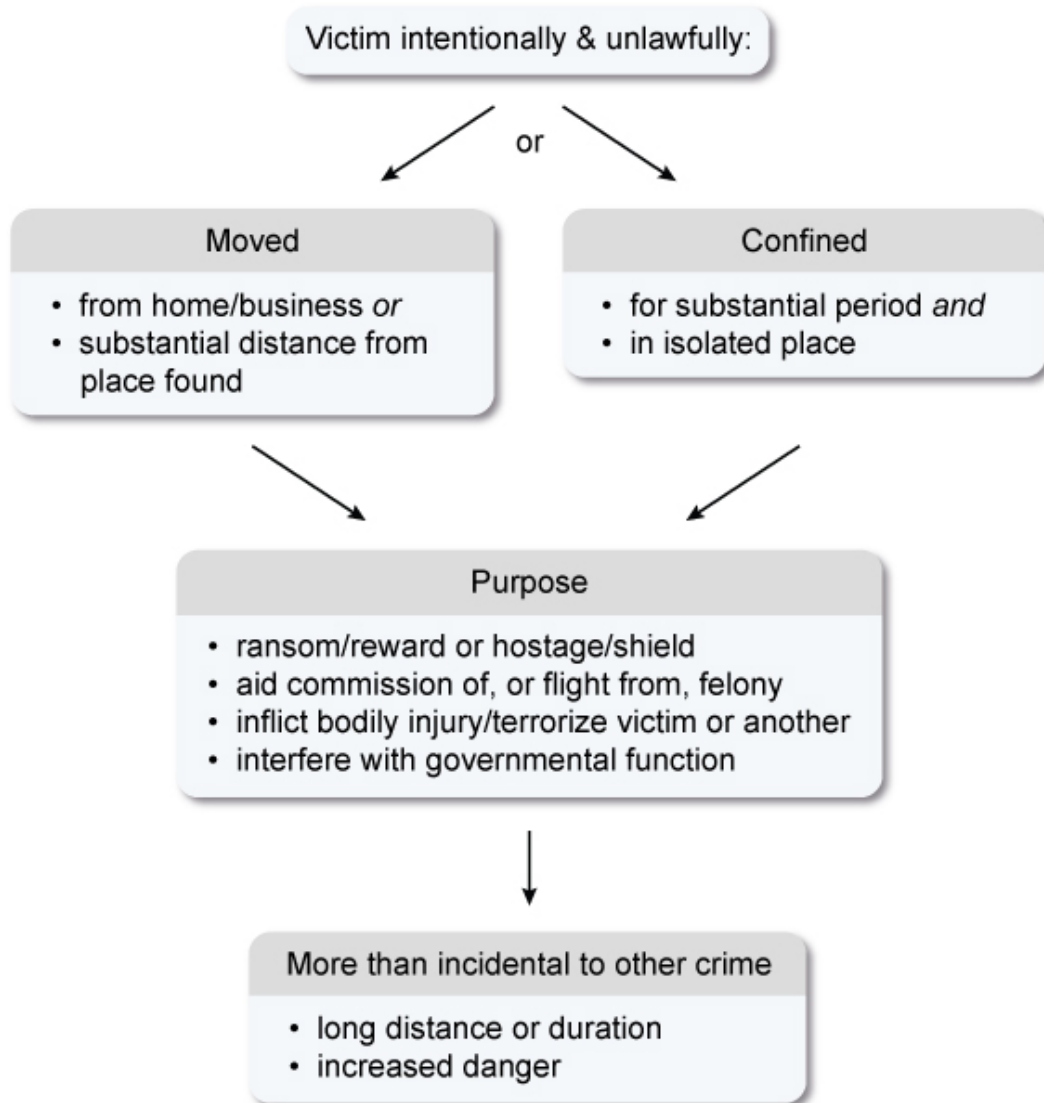 Victim intentionally & unlawfully:
or
Moved
• from home/business or
• substantial distance from
place found
Confined
• for substantial period and
• in isolated place
Purpose
• ransom/reward or hostage/shield
• aid commission of, or flight from, felony
• inflict bodily injury/terrorize victim or another
• interfere with governmental function
More than incidental to other crime
• long distance or duration
• increased danger